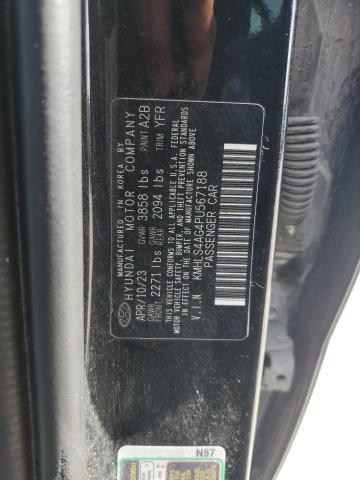 MANUFACTURED IN KOREA BY
HYUNDAI MOTOR COMPANY
APR/10/23 GVWR 3858 lbs PAINT A2B
GAWR FRONT 2271 lbs GAWR REAR 2094 lbs TRIM YFR
THIS VEHICLE CONFORMS TO ALL APPLICABLE U.S.A. FEDERAL
MOTOR VEHICLE SAFETY, BUMPER, AND THEFT PREVENTION STANDARDS
IN EFFECT ON THE DATE OF MANUFACTURE SHOWN ABOVE
V.I.N KMHLS4AG4PU567188
PASSENGER CAR
N57